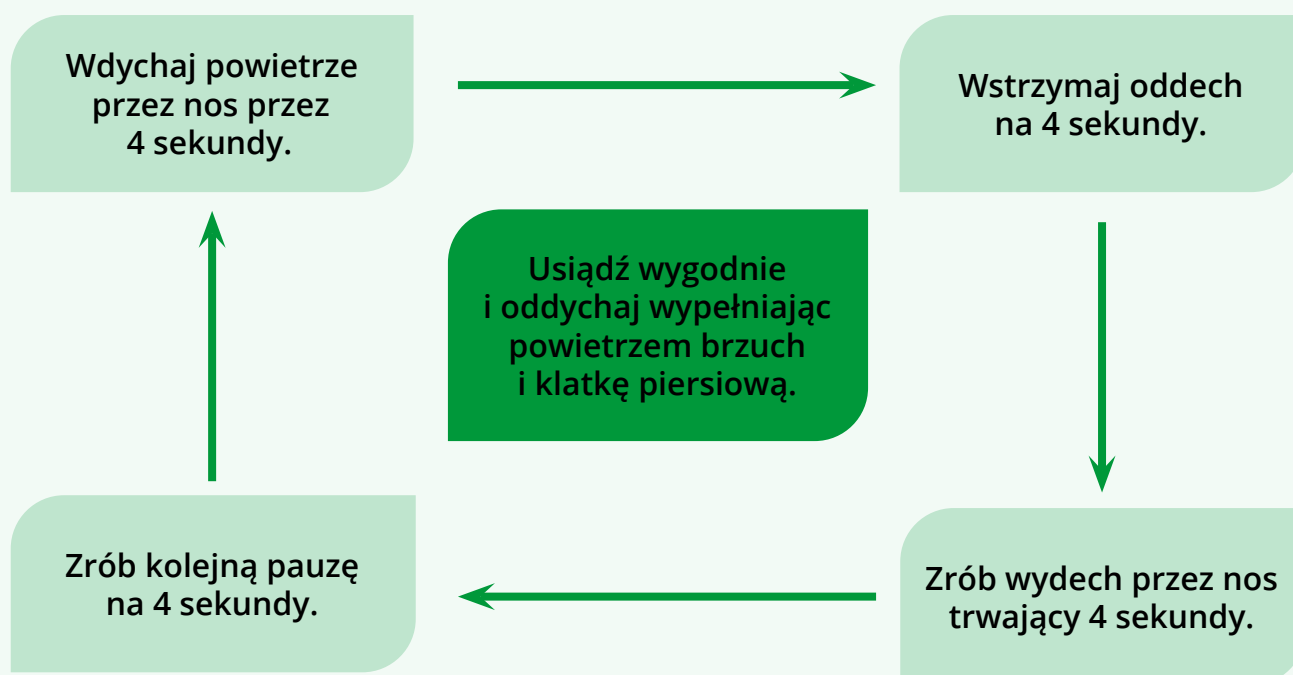 Wdychaj powietrze
przez nos przez
4 sekundy.
Wstrzymaj oddech
na 4 sekundy.
Usiądź wygodnie
i oddychaj wypełniając
powietrzem brzuch
i klatkę piersiową.
Zrób kolejną pauzę
na 4 sekundy.
Zrób wydech przez nos
trwający 4 sekundy.